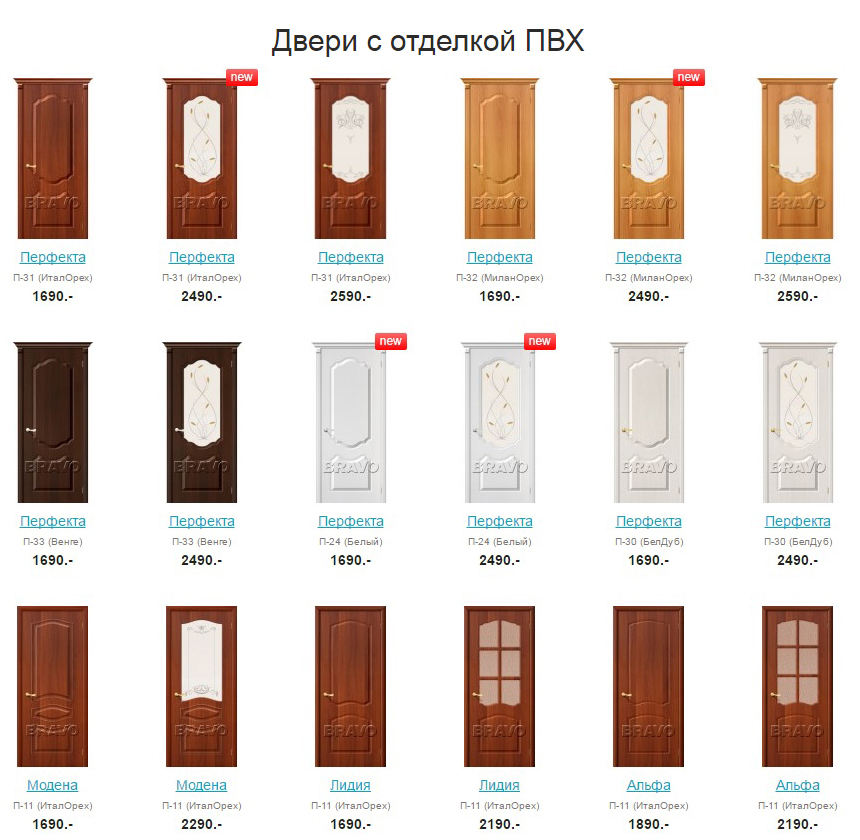 Двери с отделкой ПВХ
new new
BRAVO BRAVO BRAVO BRAVO BRAVO BRAVO
Перфекта Перфекта Перфекта Перфекта Перфекта Перфекта
П-31 (ИталОрех) П-31 (ИталОрех) П-31 (ИталОрех) П-32 (МиланОрех) П-32 (МиланОрех) П-32 (МиланОрех)
1690.- 2490.- 2590.- 1690.- 2490.- 2590.-
new new
BRAVO BRAVO BRAVO BRAVO BRAVO BRAVO
Перфекта Перфекта Перфекта Перфекта Перфекта Перфекта
П-33 (Венге) П-33 (Венге) П-24 (Белый) П-24 (Белый) П-30 (БелДуб) П-30 (БелДуб)
1690.- 2490.- 1690.- 2490.- 1690.- 2490.-
BRAVO BRAVO BRAVO BRAVO BRAVO BRAVO
Модена Модена Лидия Лидия Альфа Альфа
П-11 (ИталОрех) П-11 (ИталОрех) П-11 (ИталОрех) П-11 (ИталОрех) П-11 (ИталОрех) П-11 (ИталОрех)
1690.- 2290.- 1690.- 2190.- 1890.- 2190.-